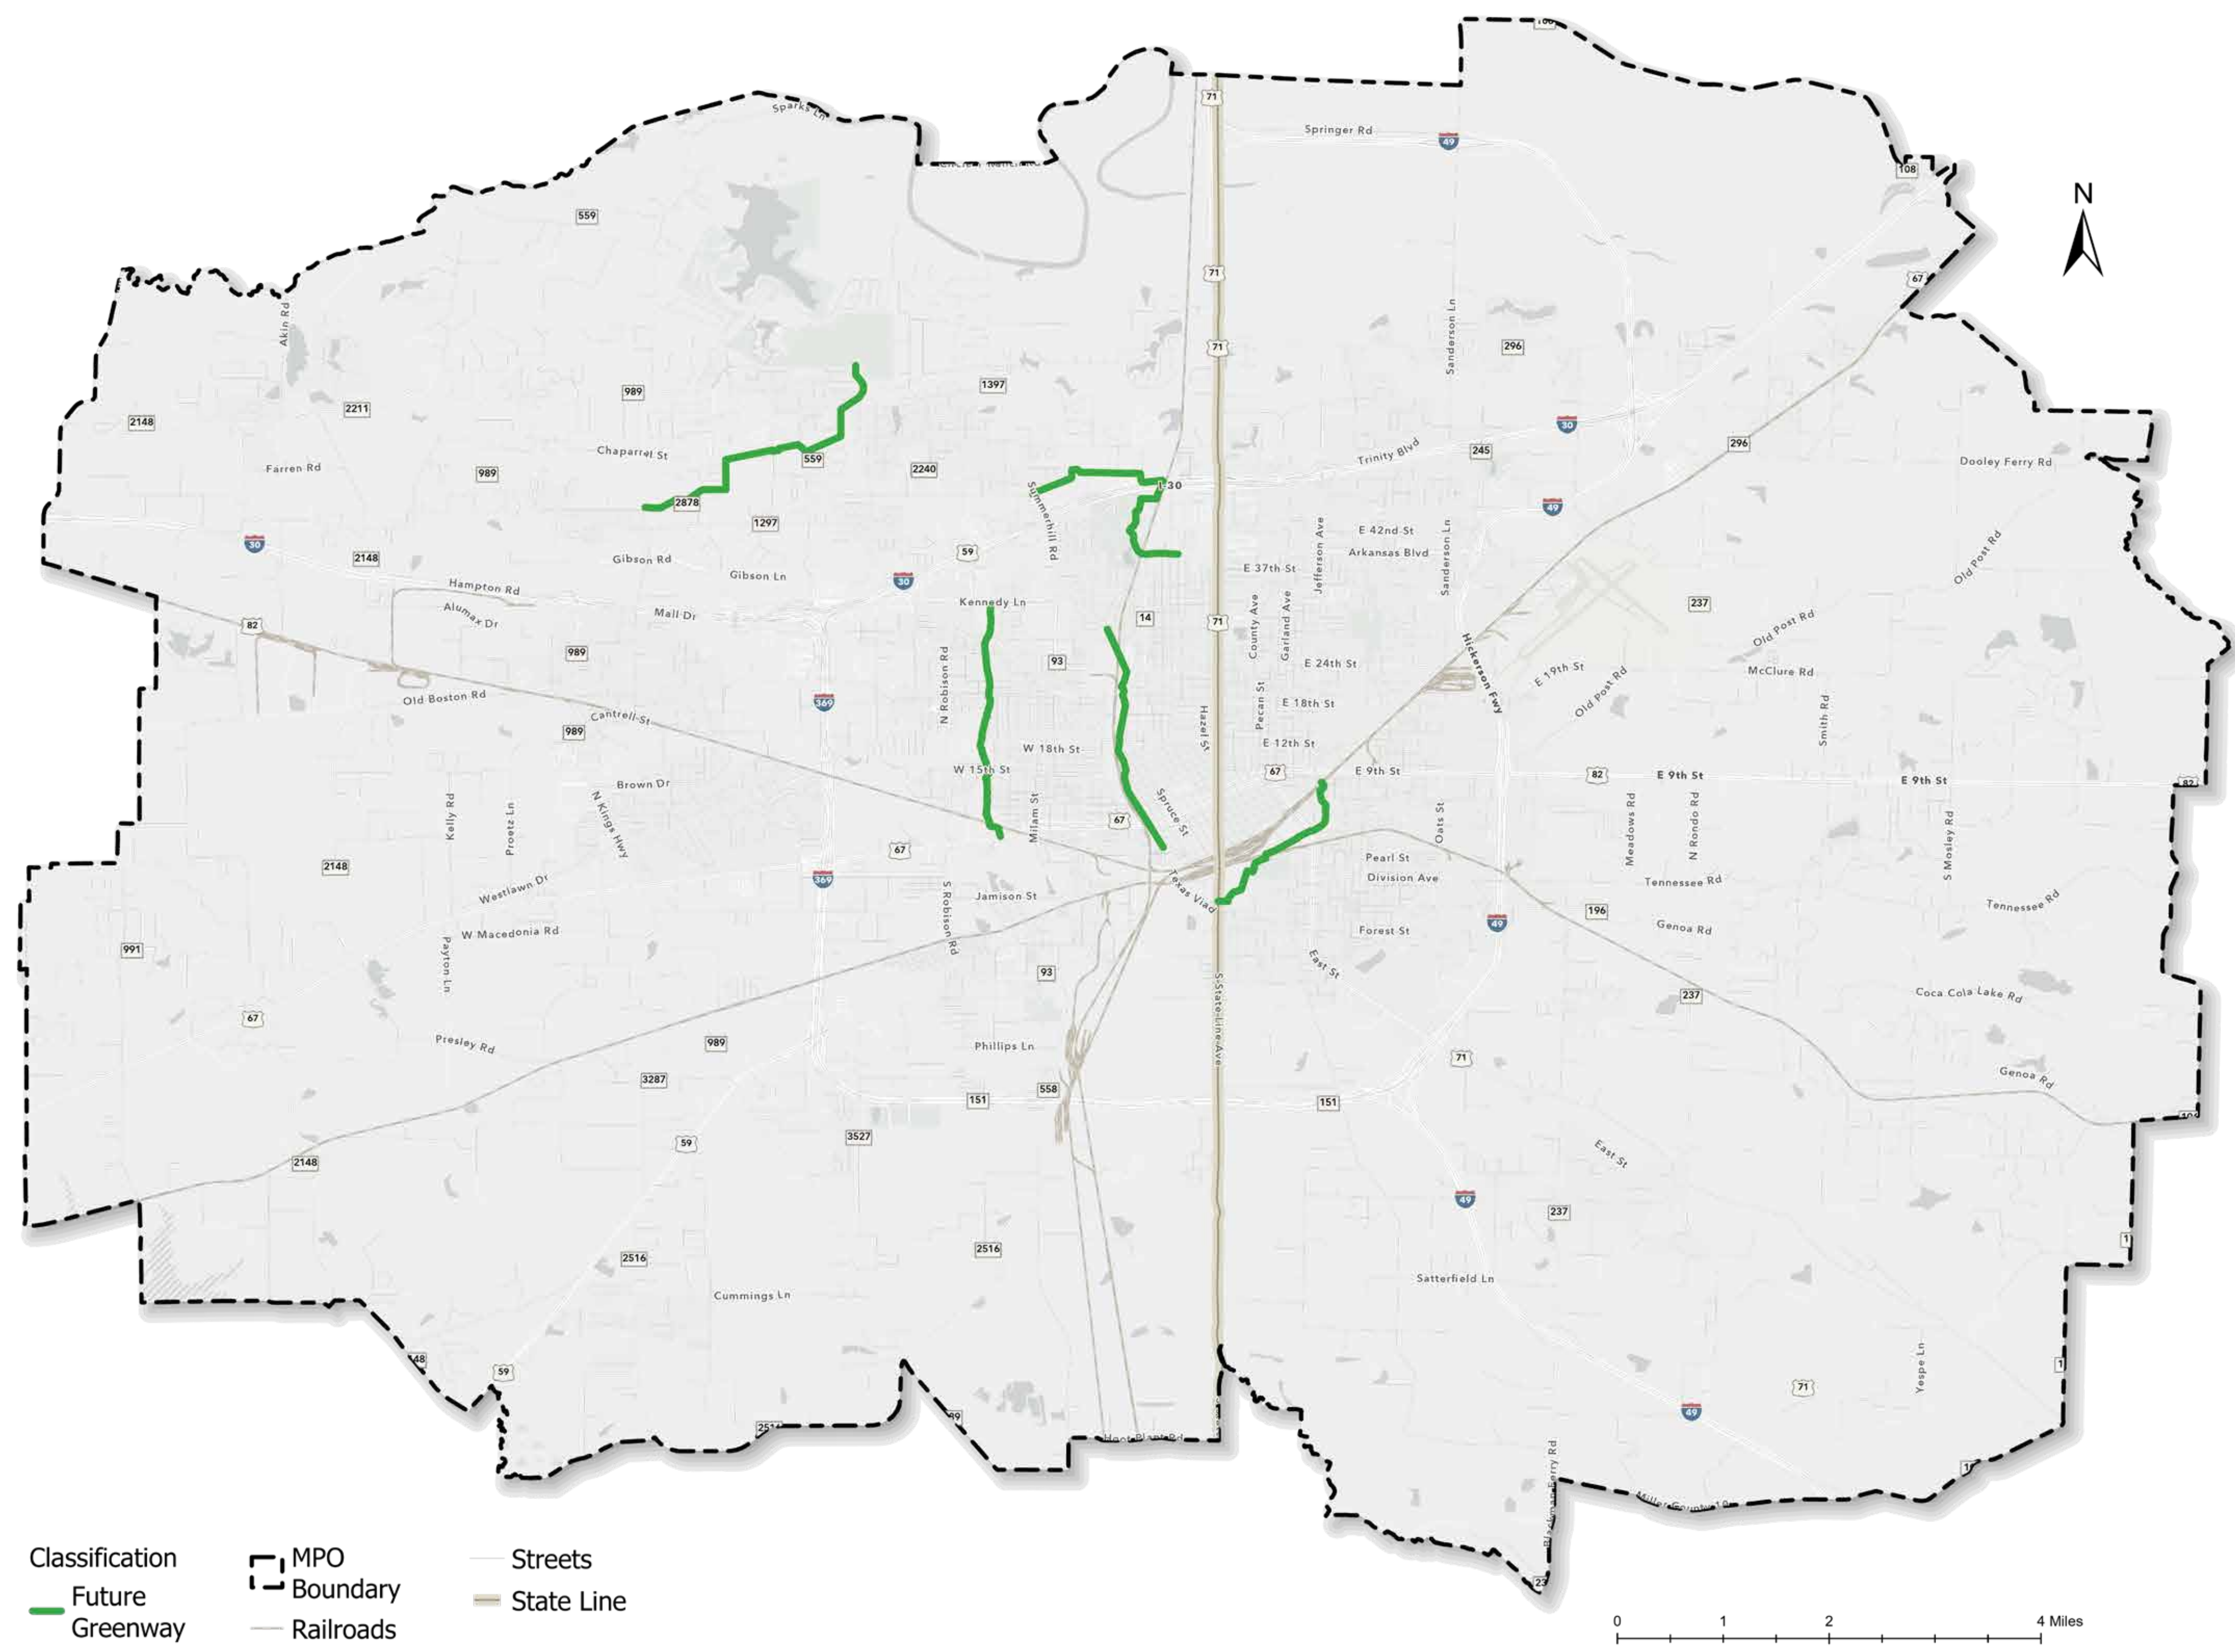 71
Springer Rd
49
Sparks Ln
108
N
559
71
67
Akin Rd
Sanderson Ln
71
296
989
1397
2211
2148
30
Trinity Blvd
296
245
Chaparral St
559
2240
Farren Rd
989
Dooley Ferry Rd
I-30
2878
Summerhill Rd
49
1297
Jefferson Ave
E 42nd St
Sanderson Ln
30
2148
59
Arkansas Blvd
Old Post Rd
Gibson Rd
E 37th St
Gibson Ln
30
Hampton Rd
Kennedy Ln
237
Alumax Dr
Mall Dr
14
71
County Ave
Garland Ave
82
Old Post Rd
989
93
E 24th St
Hickerson Fwy
E 19th St
McClure Rd
Old Boston Rd
N Robison Rd
369
Pecan St
E 18th St
Old Post Rd
Smith Rd
Cantrell St
989
Hazel St
W 18th St
E 12th St
W 15th St
67
E 9th St
82
E 9th St
E 9th St
82
Brown Dr
Kelly Rd
Proetz Ln
N Kings Hwy
Milam St
67
Spruce St
Oats St
Meadows Rd
N Rondo Rd
S Mosley Rd
67
2148
Pearl St
369
Division Ave
Tennessee Rd
Westlawn Dr
Jamison St
Texas Viad
S Robison Rd
Tennessee Rd
196
49
W Macedonia Rd
Forest St
Genoa Rd
991
Payton Ln
East St
93
237
Coca Cola Lake Rd
67
S State Line Ave
Presley Rd
989
Phillips Ln
71
3287
558
Genoa Rd
151
151
59
3527
East St
2148
49
237
2516
2516
Satterfield Ln
Cummings Ln
59
71
Yespe Ln
49
Blackman Ferry Rd
Classification
Future
Greenway
MPO
Boundary
Railroads
Streets
State Line
0 1 2 4 Miles